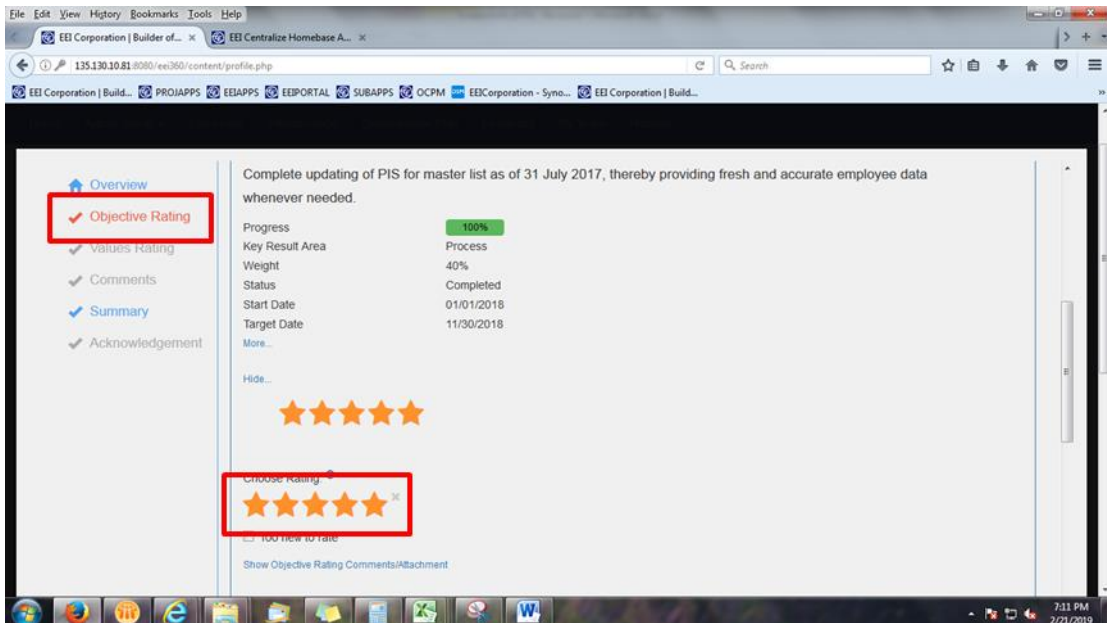 File Edit View History Bookmarks Tools Help
EEI Corporation | Builder of... × EEI Centralize Homebase A... ×
135.130.10.81:8080/eei360/content/profile.php Search
EEI Corporation | Build... PROJAPPS EEIAPPS EEIPORTAL SUBAPPS OCPM EEICorporation - Syno... EEI Corporation | Build...
Overview
Objective Rating
Values Rating
Comments
Summary
Acknowledgement
Complete updating of PIS for master list as of 31 July 2017, thereby providing fresh and accurate employee data
whenever needed.
Progress 100%
Key Result Area Process
Weight 40%
Status Completed
Start Date 01/01/2018
Target Date 11/30/2018
More...
Hide...
Choose Rating:
Too new to rate
Show Objective Rating Comments/Attachment
7:11 PM
2/21/2019